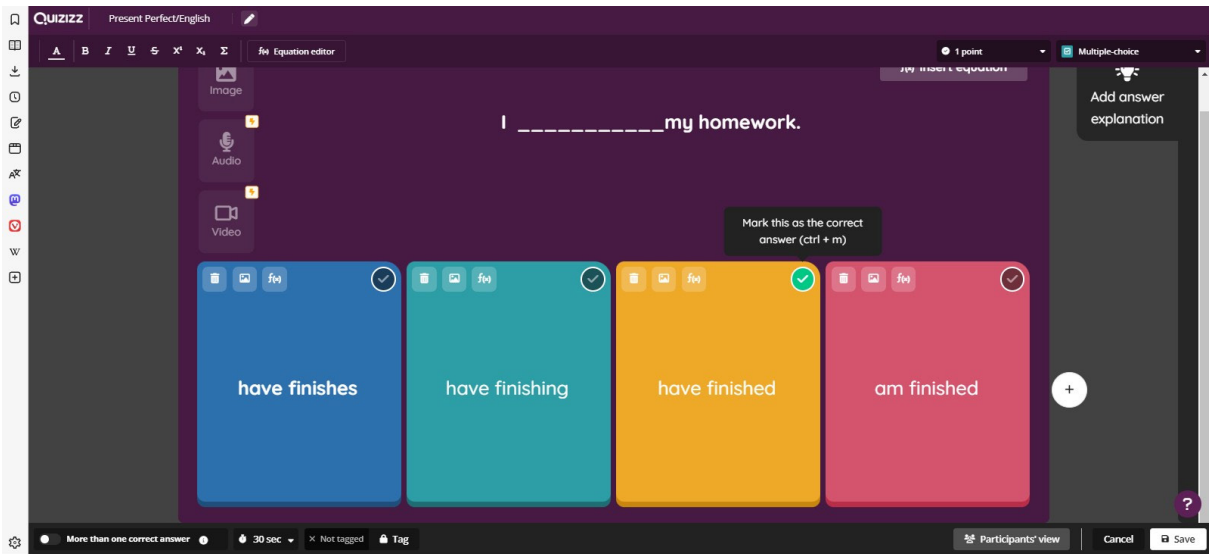 QUIZIZZ
Present Perfect/English
A B I U S X² X₂ Σ f(x) Equation editor
1 point
Multiple-choice
Image
f(x) Insert equation
Add answer
explanation
I ___________my homework.
Audio
Video
Mark this as the correct
answer (ctrl + m)
f(x)
f(x)
f(x)
f(x)
have finishes
have finishing
have finished
am finished
+
?
More than one correct answer
30 sec
× Not tagged
Tag
Participants' view
Cancel
Save